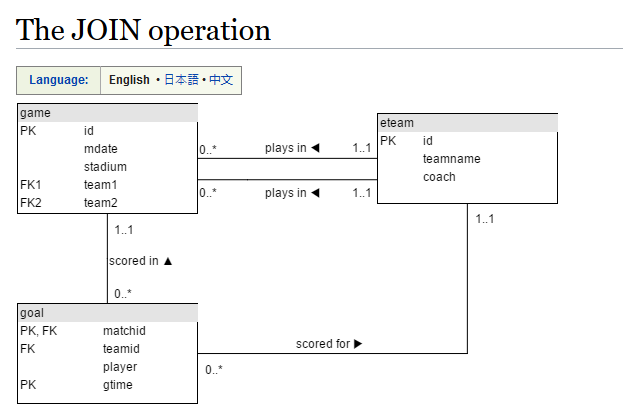 The JOIN operation
Language: English • 日本語 • 中文
game
PK id
mdate
stadium
FK1 team1
FK2 team2
eteam
PK id
teamname
coach
0..* plays in ◀ 1..1
0..* plays in ◀ 1..1
1..1
1..1
scored in ▲
0..*
goal
PK, FK matchid
FK teamid
player
PK gtime
scored for ▶
0..*